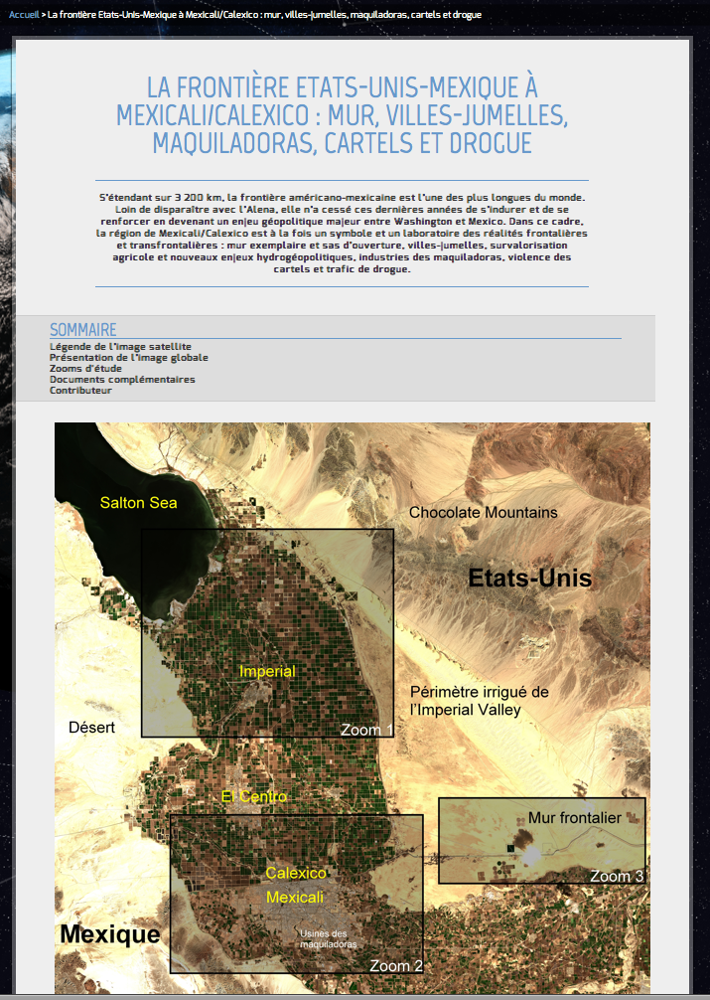 Accueil > La frontière Etats-Unis-Mexique à Mexicali/Calexico : mur, villes-jumelles, maquiladoras, cartels et drogue
LA FRONTIÈRE ETATS-UNIS-MEXIQUE À
MEXICALI/CALEXICO : MUR, VILLES-JUMELLES,
MAQUILADORAS, CARTELS ET DROGUE
S'étendant sur 3 200 km, la frontière américano-mexicaine est l'une des plus longues du monde.
Loin de disparaître avec l'Alena, elle n'a cessé ces dernières années de s'indurer et de se
renforcer en devenant un enjeu géopolitique majeur entre Washington et Mexico. Dans ce cadre,
la région de Mexicali/Calexico est à la fois un symbole et un laboratoire des réalités frontalières
et transfrontalières : mur exemplaire et sas d'ouverture, villes-jumelles, survalorisation
agricole et nouveaux enjeux hydrogéopolitiques, industries des maquiladoras, violence des
cartels et trafic de drogue.
SOMMAIRE
Légende de l'image satellite
Présentation de l'image globale
Zooms d'étude
Documents complémentaires
Contributeur
Salton Sea
Chocolate Mountains
Etats-Unis
Imperial
Périmètre irrigué de
l'Imperial Valley
Désert
Zoom 1
El Centro
Mur frontalier
Calexico
Zoom 3
Mexicali
Mexique
Usines des
maquiladoras
Zoom 2